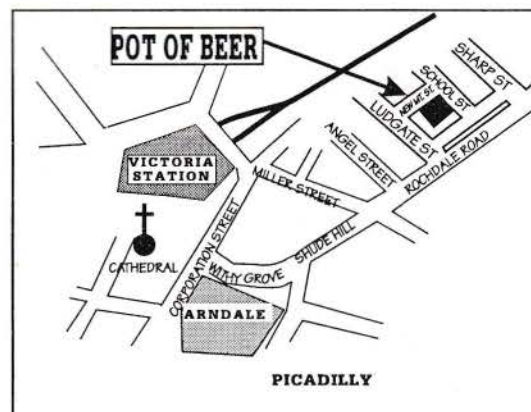 POT OF BEER
SHARP ST
SCHOOL ST
NEW MT. ST.
LUDGATE ST
ANGEL STREET
ROCHDALE ROAD
VICTORIA
STATION
MILLER STREET
CORPORATION STREET
SHUDE HILL
CATHEDRAL
WITHY GROVE
ARNDALE
PICADILLY